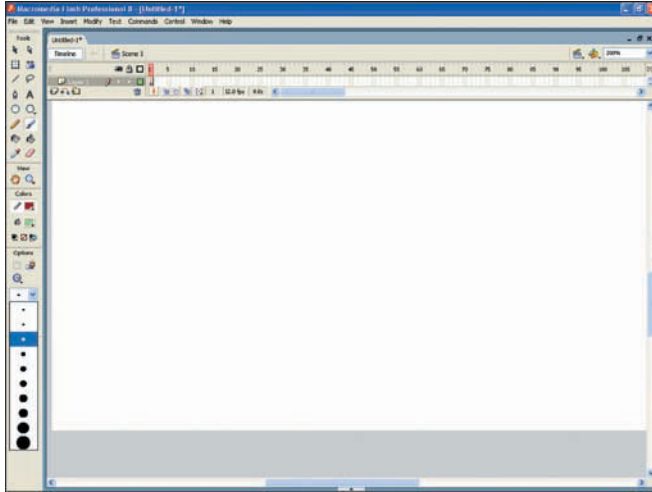 Macromedia Flash Professional 8 - [Untitled-1*]
File Edit View Insert Modify Text Commands Control Window Help
Tools
Untitled-1*
Timeline
Scene 1
200%
5 10 15 20 25 30 35 40 45 50 55 60 65 70 75 80 85 90 95 100 105
Layer 1
1 12.0 fps 0.0s
View
Colors
Options